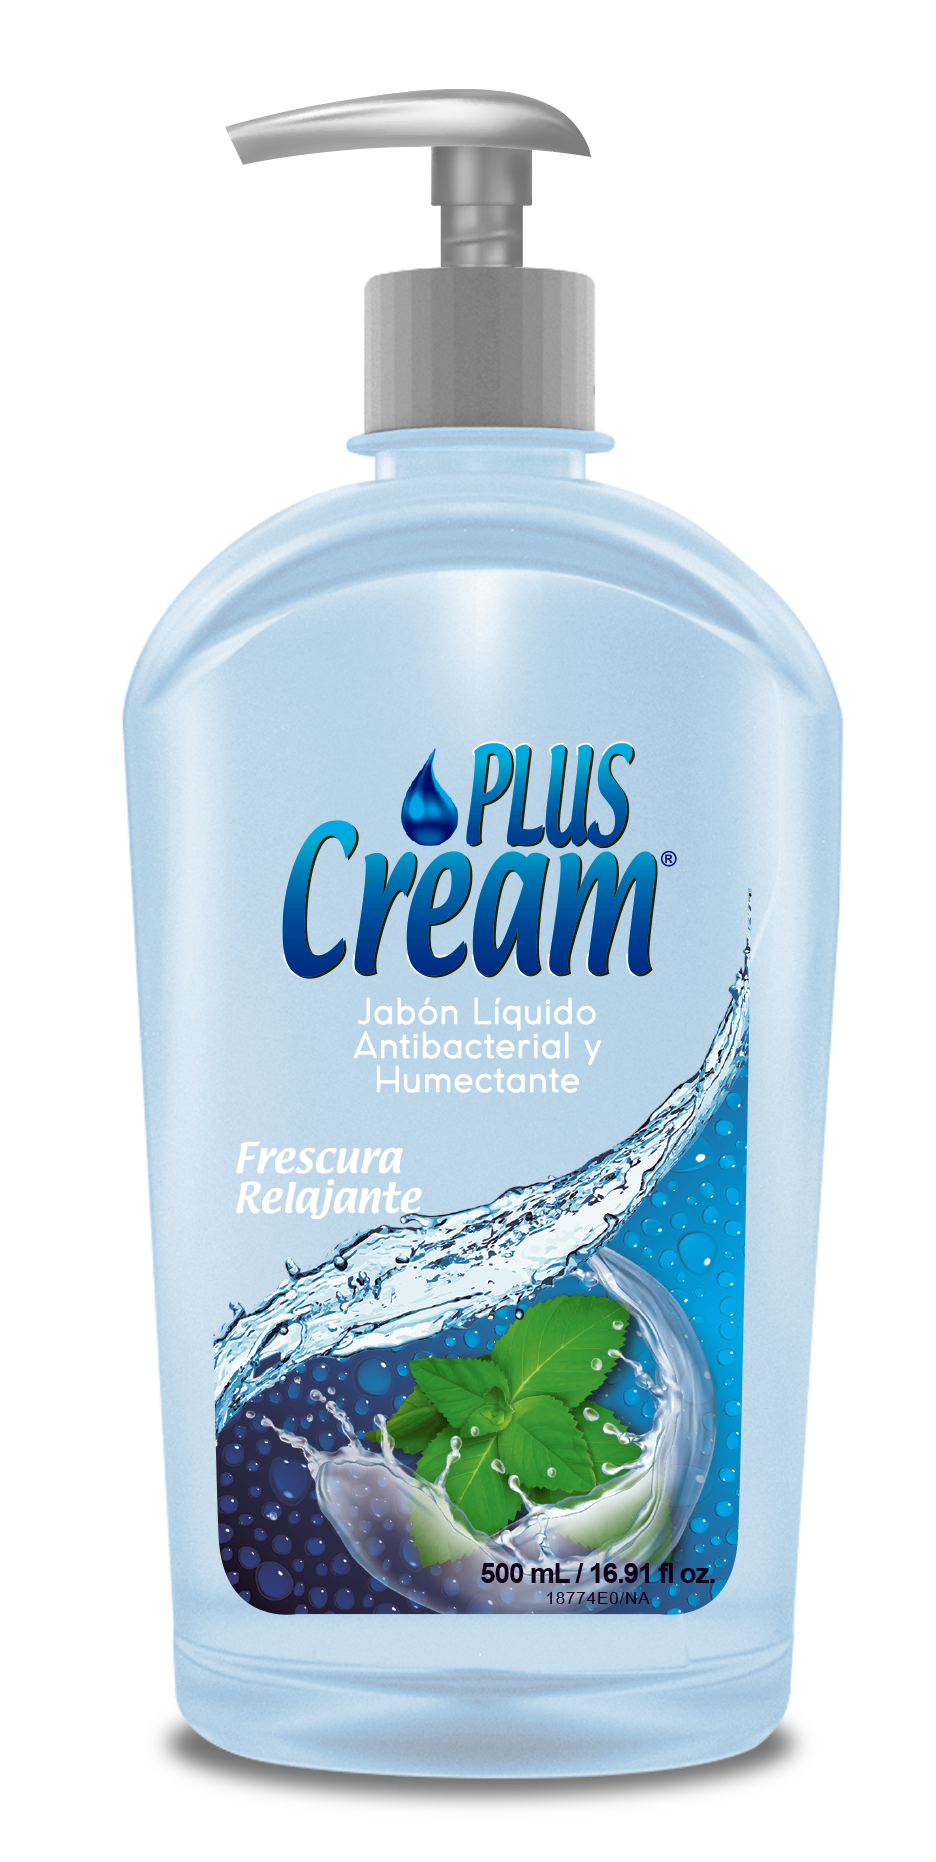 PLUS
Cream®
Jabón Líquido
Antibacterial y
Humectante
Frescura
Relajante
500 mL / 16.91 fl oz.
18774E0/NA